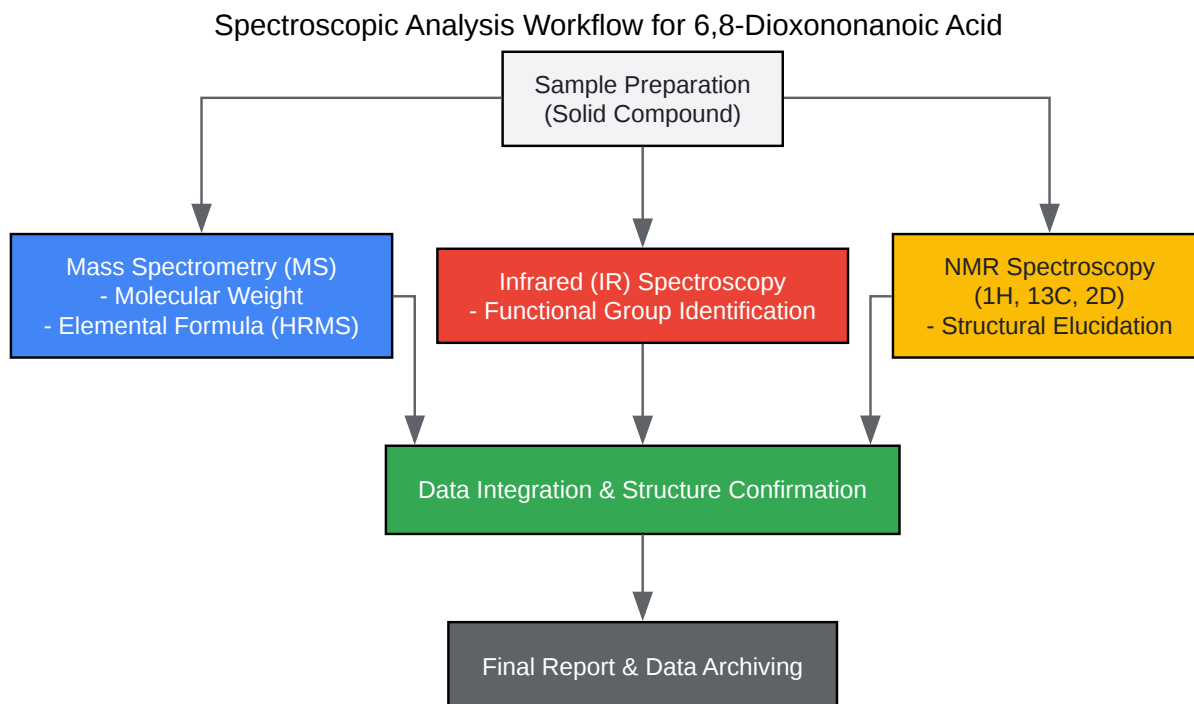 Spectroscopic Analysis Workflow for 6,8-Dioxononanoic Acid
Sample Preparation
(Solid Compound)
Mass Spectrometry (MS)
- Molecular Weight
- Elemental Formula (HRMS)
Infrared (IR) Spectroscopy
- Functional Group Identification
NMR Spectroscopy
(1H, 13C, 2D)
- Structural Elucidation
Data Integration & Structure Confirmation
Final Report & Data Archiving